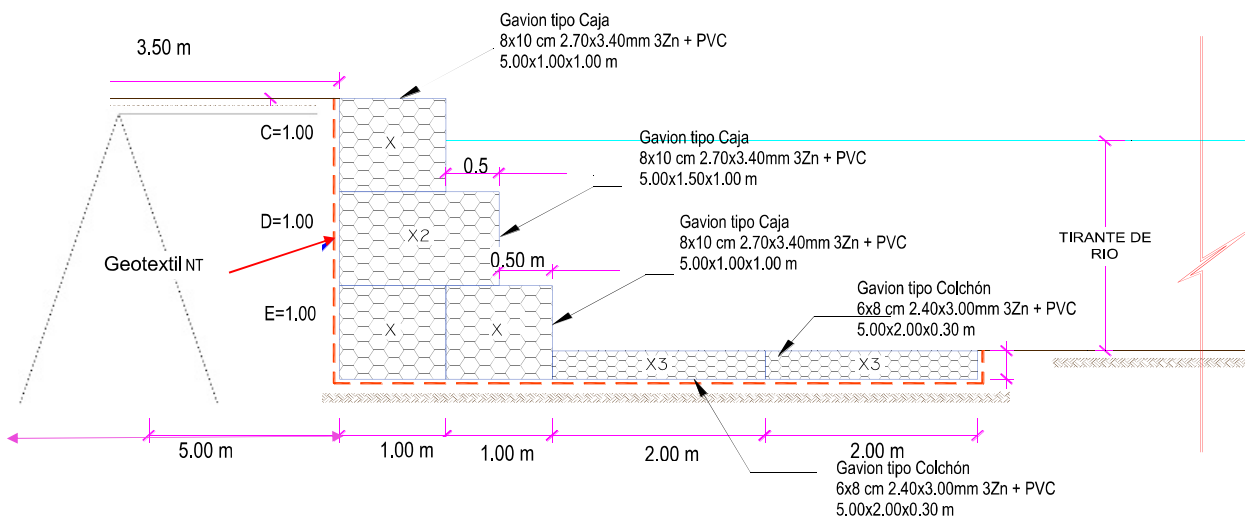 Gavion tipo Caja
8x10 cm 2.70x3.40mm 3Zn + PVC
5.00x1.00x1.00 m
3.50 m
C=1.00
X
Gavion tipo Caja
8x10 cm 2.70x3.40mm 3Zn + PVC
5.00x1.50x1.00 m
0.5
D=1.00
X2
Gavion tipo Caja
8x10 cm 2.70x3.40mm 3Zn + PVC
5.00x1.00x1.00 m
TIRANTE DE
RIO
Geotextil NT
0.50 m
E=1.00
X
X
Gavion tipo Colchón
6x8 cm 2.40x3.00mm 3Zn + PVC
5.00x2.00x0.30 m
X3
X3
5.00 m
1.00 m
1.00 m
2.00 m
2.00 m
Gavion tipo Colchón
6x8 cm 2.40x3.00mm 3Zn + PVC
5.00x2.00x0.30 m